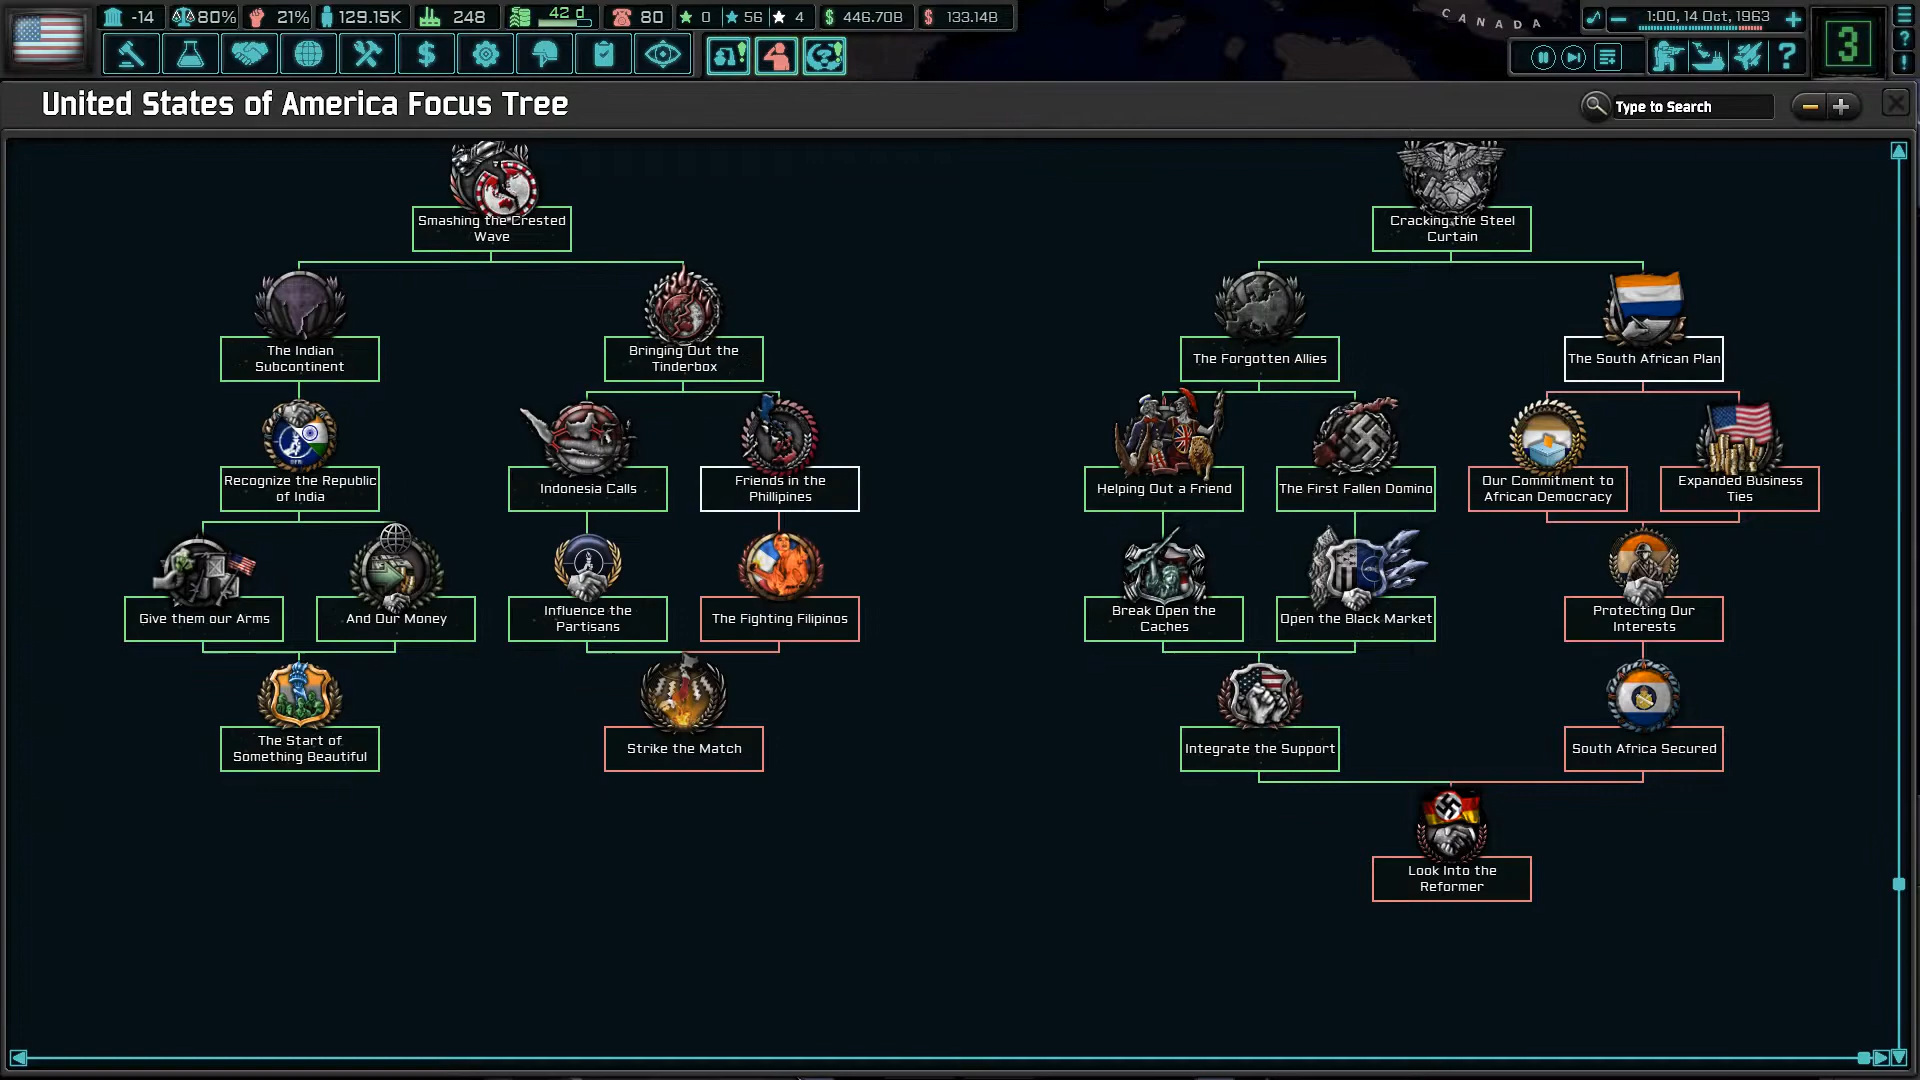 -14
80%
21%
129.15K
248
42 d
80
0
56
4
$ 446.70B
$ 133.14B
CANADA
1:00, 14 Oct, 1963
3
United States of America Focus Tree
Type to Search
Smashing the Crested
Wave
Cracking the Steel
Curtain
The Indian
Subcontinent
Bringing Out the
Tinderbox
The Forgotten Allies
The South African Plan
Recognize the Republic
of India
Indonesia Calls
Friends in the
Phillipines
Helping Out a Friend
The First Fallen Domino
Our Commitment to
African Democracy
Expanded Business
Ties
Give them our Arms
And Our Money
Influence the
Partisans
The Fighting Filipinos
Break Open the
Caches
Open the Black Market
Protecting Our
Interests
The Start of
Something Beautiful
Strike the Match
Integrate the Support
South Africa Secured
Look Into the
Reformer